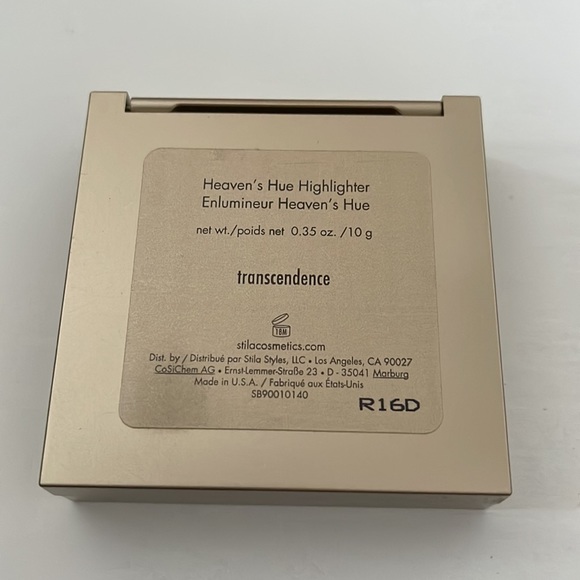 Heaven's Hue Highlighter
Enlumineur Heaven's Hue
net wt./poids net 0.35 oz. /10 g
transcendence
18M
stilacosmetics.com
Dist. by / Distribué par Stila Styles, LLC • Los Angeles, CA 90027
CoSiChem AG • Ernst-Lemmer-Straße 23 • D - 35041 Marburg
Made in U.S.A. / Fabriqué aux États-Unis
SB90010140
R16D